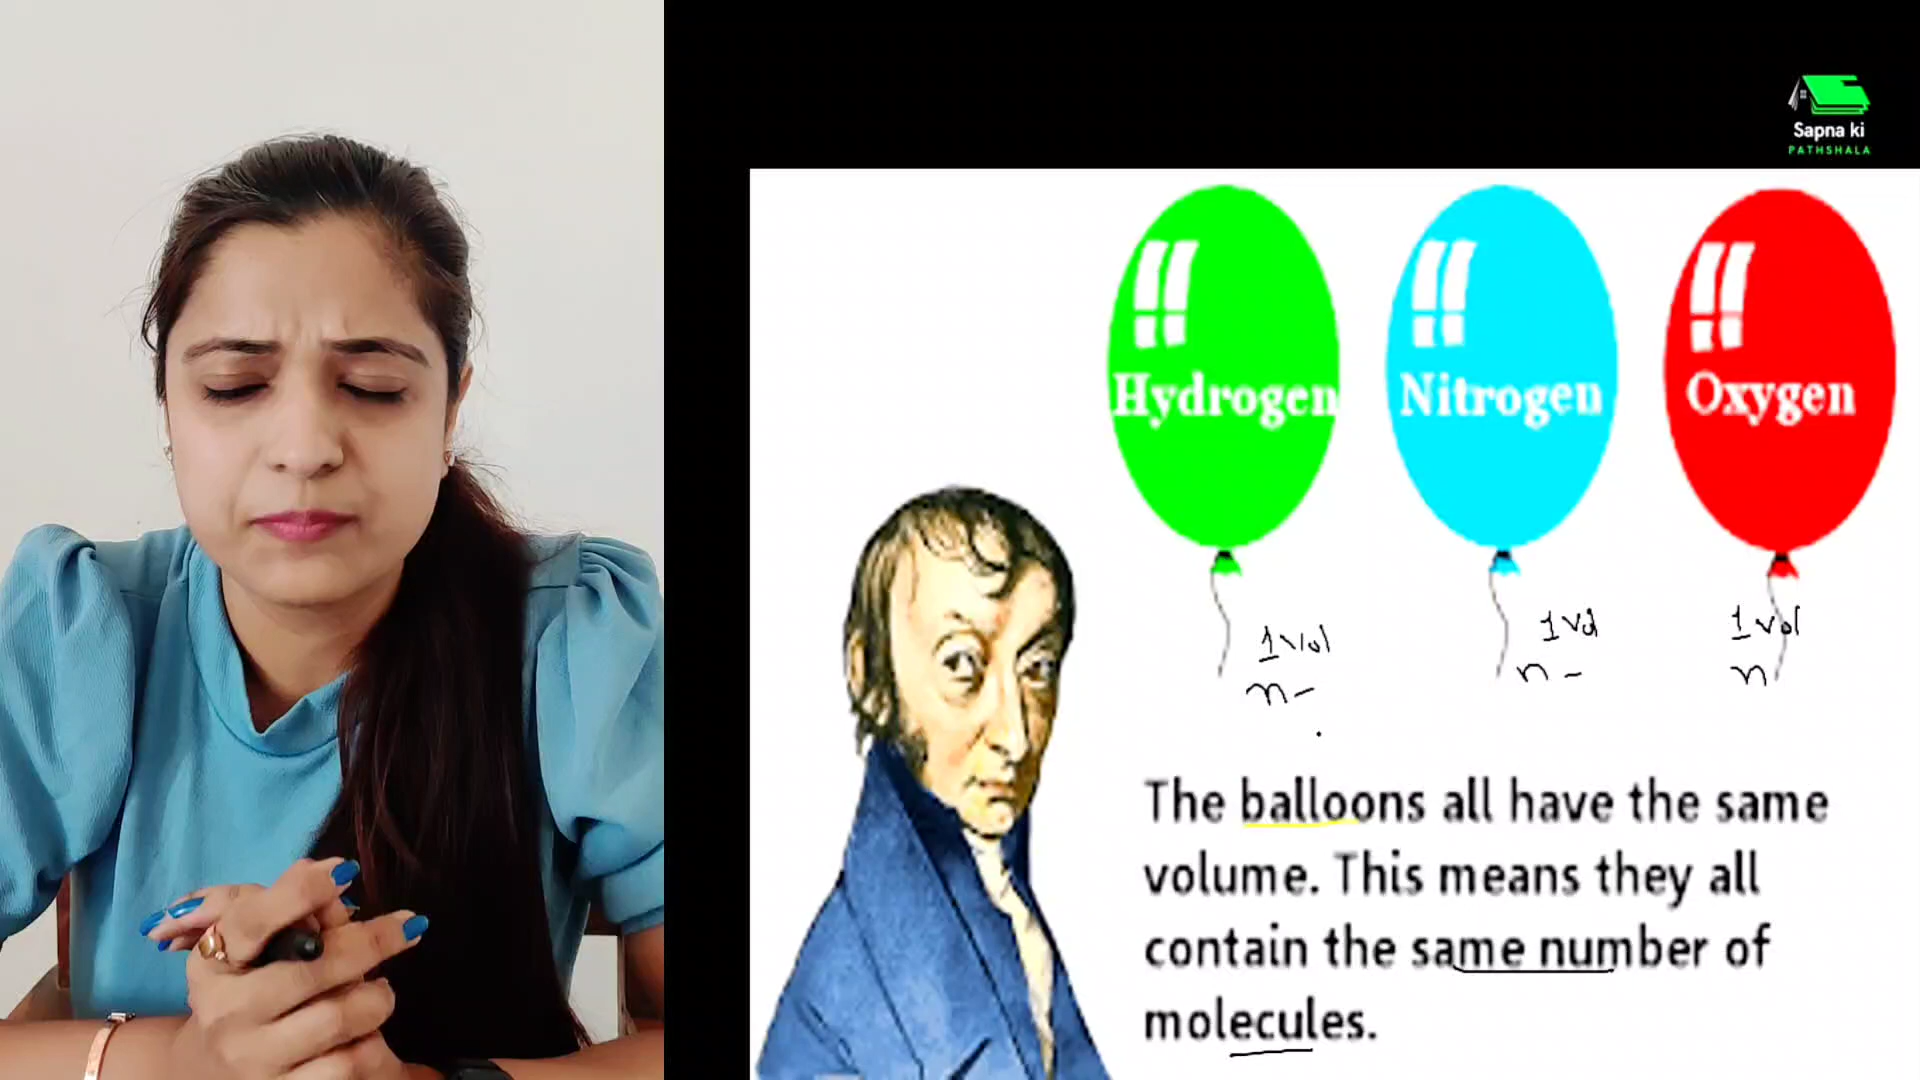 Sapna ki
PATHSHALA
Hydrogen
Nitrogen
Oxygen
1 Vol
1 Vol
1 Vol
n -
n -
n
The balloons all have the same
volume. This means they all
contain the same number of
molecules.